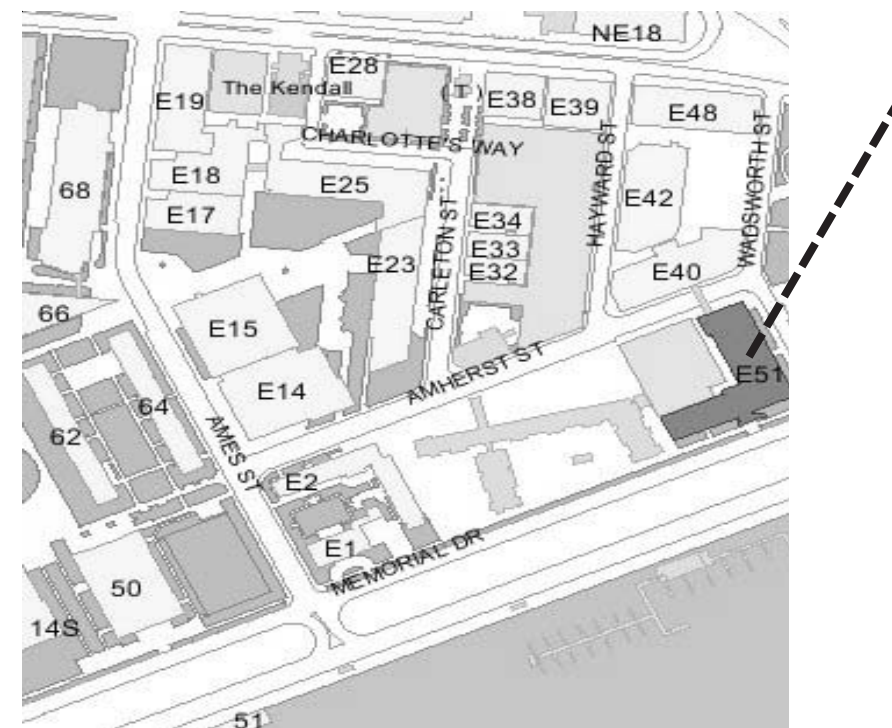 NE18
E28
E19
The Kendall
( T )
E38
E39
E48
CHARLOTTE'S WAY
WADSWORTH ST
HAYWARD ST
68
E18
E25
E42
E17
E34
E33
E32
E23
CARLETON ST
E40
66
E15
AMHERST ST
E51
E14
64
62
AMES ST
E2
E1
MEMORIAL DR
50
14S
51